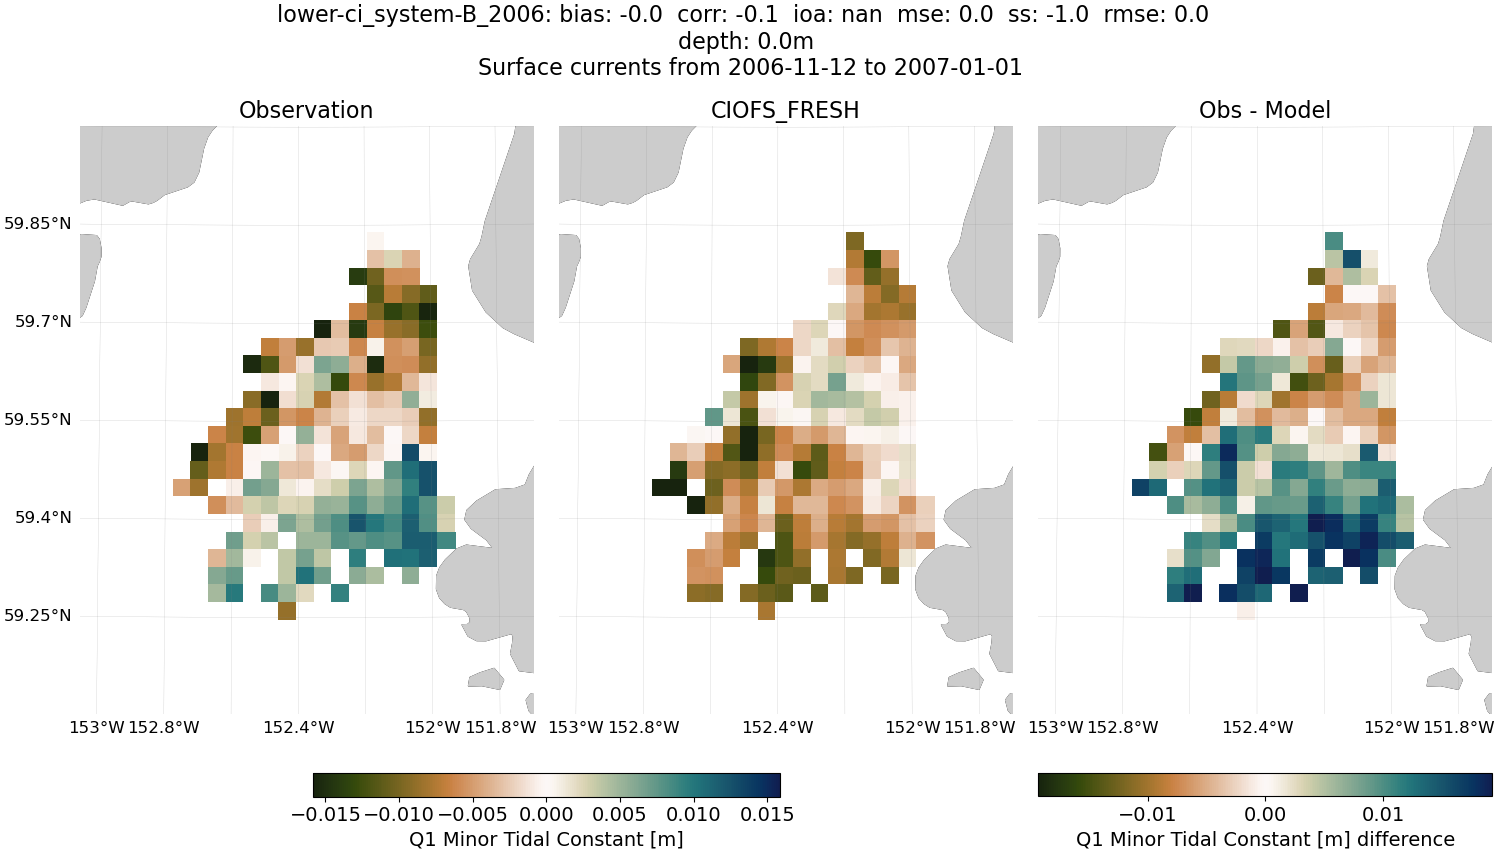 lower-ci_system-B_2006: bias: -0.0  corr: -0.1  ioa: nan  mse: 0.0  ss: -1.0  rmse: 0.0
depth: 0.0m
Surface currents from 2006-11-12 to 2007-01-01
Observation
CIOFS_FRESH
Obs - Model
59.85°N
59.7°N
59.55°N
59.4°N
59.25°N
153°W 152.8°W 152.4°W 152°W 151.8°W
153°W 152.8°W 152.4°W 152°W 151.8°W
153°W 152.8°W 152.4°W 152°W 151.8°W
−0.015 −0.010 −0.005 0.000 0.005 0.010 0.015
Q1 Minor Tidal Constant [m]
−0.01 0.00 0.01
Q1 Minor Tidal Constant [m] difference